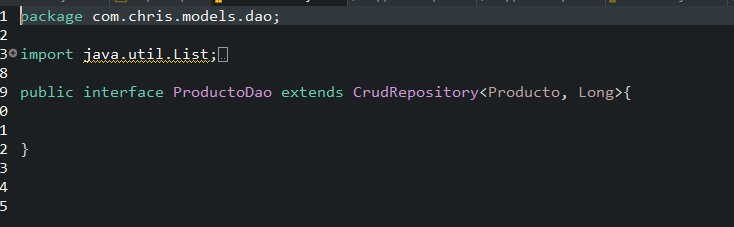 1 package com.chris.models.dao;
2
3 import java.util.List;
8
9 public interface ProductoDao extends CrudRepository<Producto, Long>{
0
1
2 }
3
4
5